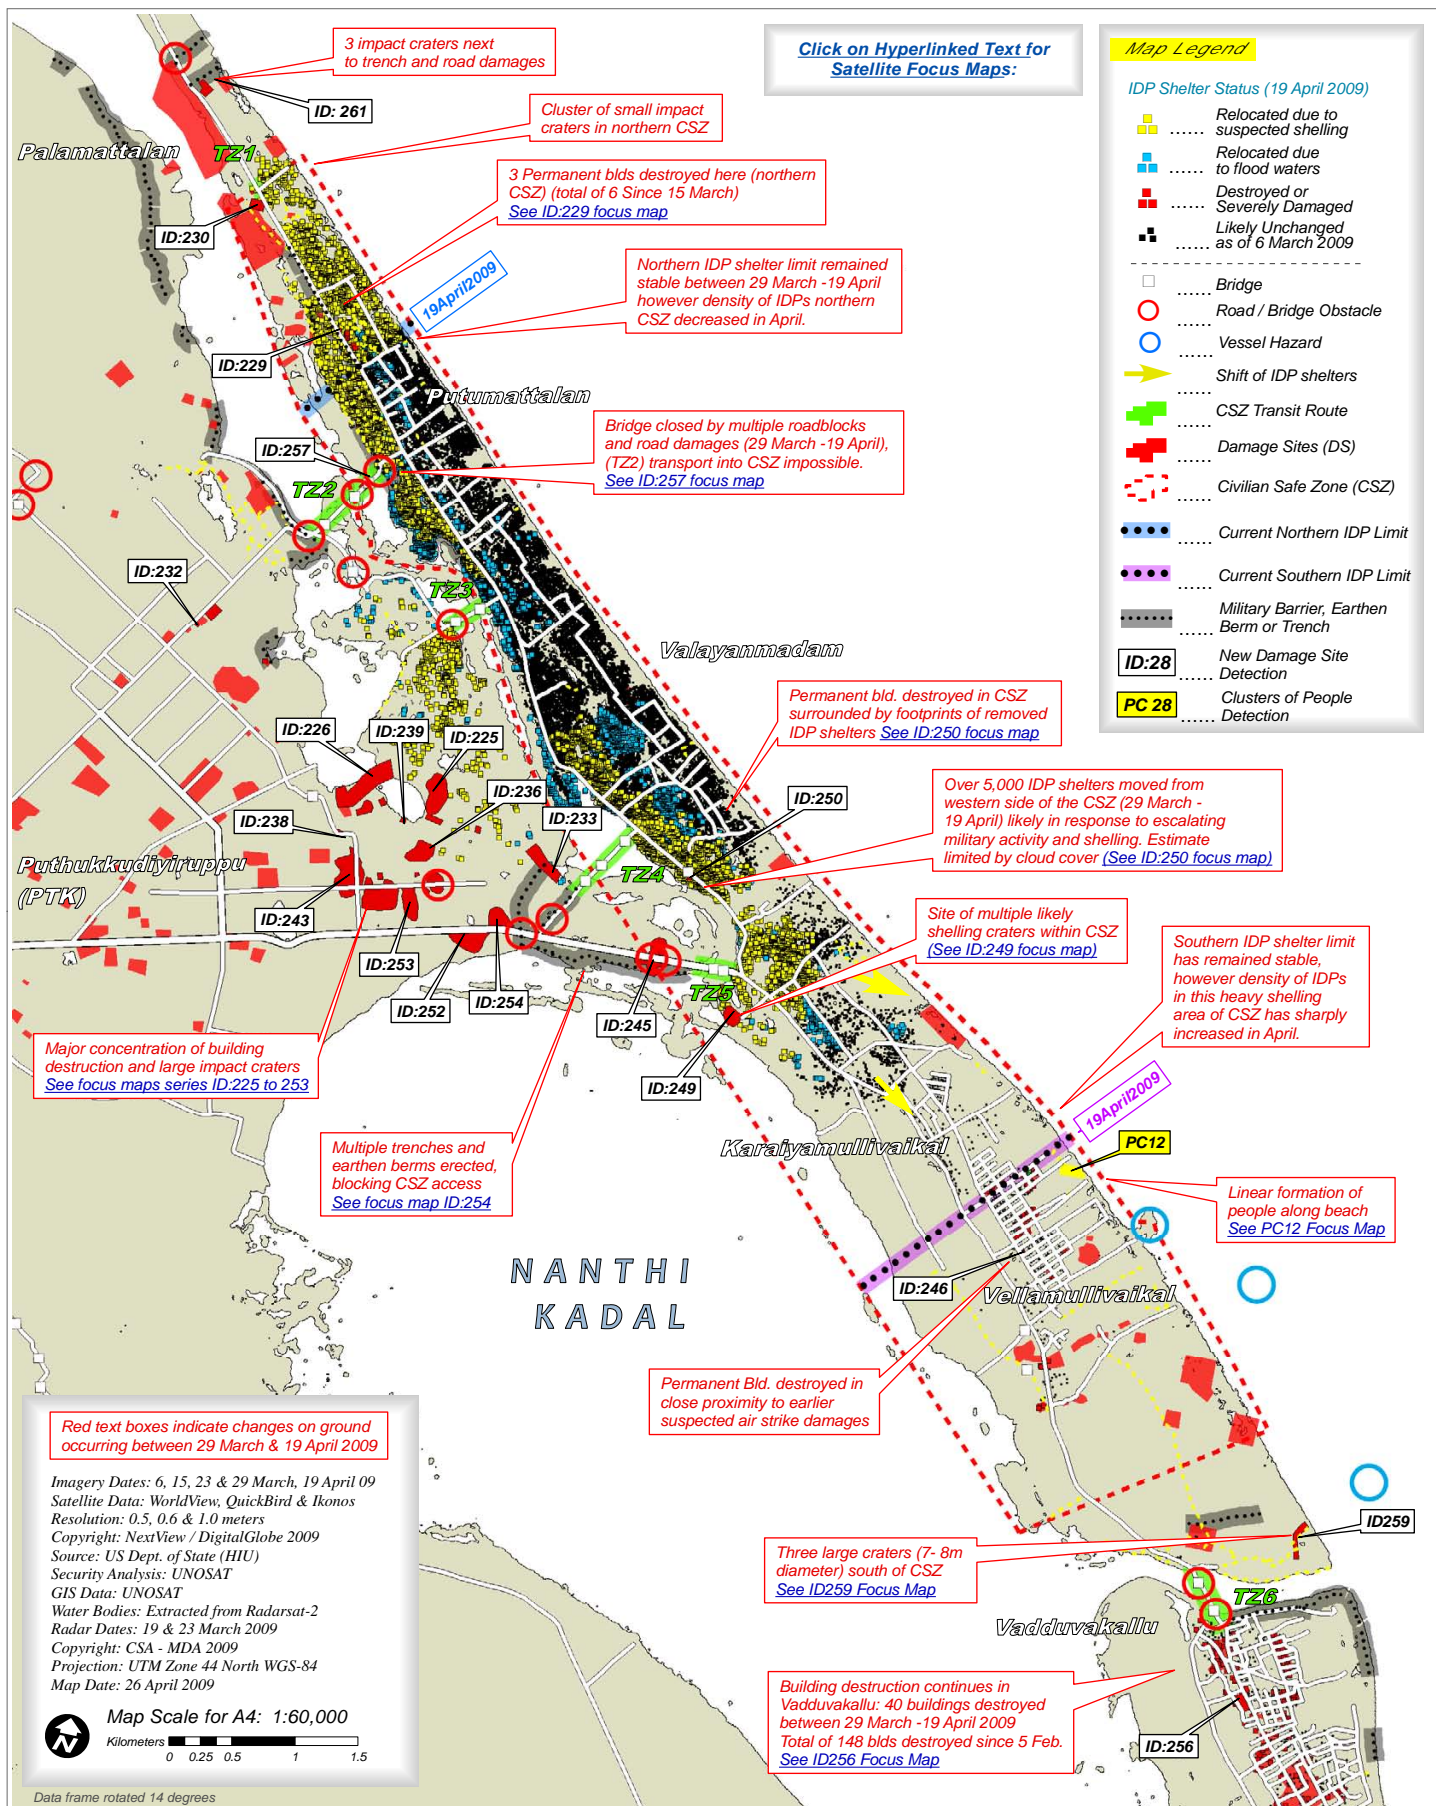 3 impact craters next
to trench and road damages
ID: 261
Click on Hyperlinked Text for
Satellite Focus Maps:
Cluster of small impact
craters in northern CSZ
Palamattalan
TZ1
3 Permanent blds destroyed here (northern
CSZ) (total of 6 Since 15 March)
See ID:229 focus map
ID:230
Northern IDP shelter limit remained
stable between 29 March -19 April
however density of IDPs northern
CSZ decreased in April.
19April2009
ID:229
Putumattalan
Bridge closed by multiple roadblocks
and road damages (29 March -19 April),
(TZ2) transport into CSZ impossible.
See ID:257 focus map
ID:257
TZ2
ID:232
TZ3
Valayanmadam
Permanent bld. destroyed in CSZ
surrounded by footprints of removed
IDP shelters See ID:250 focus map
ID:226
ID:239
ID:225
ID:236
ID:238
ID:233
ID:250
Over 5,000 IDP shelters moved from
western side of the CSZ (29 March -
19 April) likely in response to escalating
military activity and shelling. Estimate
limited by cloud cover (See ID:250 focus map)
Puthukkudiyiruppu
(PTK)
TZ4
ID:243
ID:253
ID:252
ID:254
ID:245
TZ5
ID:249
Site of multiple likely
shelling craters within CSZ
(See ID:249 focus map)
Southern IDP shelter limit
has remained stable,
however density of IDPs
in this heavy shelling
area of CSZ has sharply
increased in April.
Major concentration of building
destruction and large impact craters
See focus maps series ID:225 to 253
Multiple trenches and
earthen berms erected,
blocking CSZ access
See focus map ID:254
19April2009
Karaiyamullivaikal
PC12
Linear formation of
people along beach
See PC12 Focus Map
NANTHI
KADAL
ID:246
Vellamullivaikal
Permanent Bld. destroyed in
close proximity to earlier
suspected air strike damages
ID259
Three large craters (7- 8m
diameter) south of CSZ
See ID259 Focus Map
TZ6
Vadduvakallu
Building destruction continues in
Vadduvakallu: 40 buildings destroyed
between 29 March -19 April 2009
Total of 148 blds destroyed since 5 Feb.
See ID256 Focus Map
ID:256
Map Legend
IDP Shelter Status (19 April 2009)
...... Relocated due to
suspected shelling
...... Relocated due
to flood waters
...... Destroyed or
Severely Damaged
...... Likely Unchanged
as of 6 March 2009
...... Bridge
...... Road / Bridge Obstacle
...... Vessel Hazard
...... Shift of IDP shelters
...... CSZ Transit Route
...... Damage Sites (DS)
...... Civilian Safe Zone (CSZ)
...... Current Northern IDP Limit
...... Current Southern IDP Limit
...... Military Barrier, Earthen
Berm or Trench
ID:28 ...... New Damage Site
Detection
PC 28 ...... Clusters of People
Detection
Red text boxes indicate changes on ground
occurring between 29 March & 19 April 2009
Imagery Dates: 6, 15, 23 & 29 March, 19 April 09
Satellite Data: WorldView, QuickBird & Ikonos
Resolution: 0.5, 0.6 & 1.0 meters
Copyright: NextView / DigitalGlobe 2009
Source: US Dept. of State (HIU)
Security Analysis: UNOSAT
GIS Data: UNOSAT
Water Bodies: Extracted from Radarsat-2
Radar Dates: 19 & 23 March 2009
Copyright: CSA - MDA 2009
Projection: UTM Zone 44 North WGS-84
Map Date: 26 April 2009
N
Map Scale for A4: 1:60,000
Kilometers
0 0.25 0.5 1 1.5
Data frame rotated 14 degrees